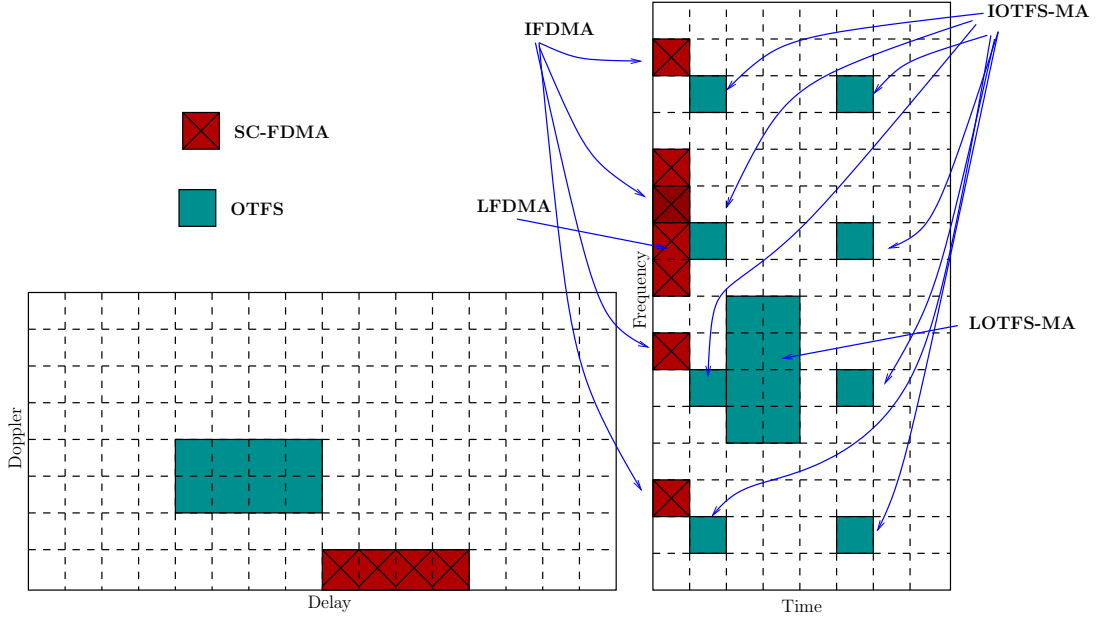 IFDMA
IOTFS-MA
SC-FDMA
OTFS
LFDMA
Frequency
LOTFS-MA
Doppler
Delay
Time